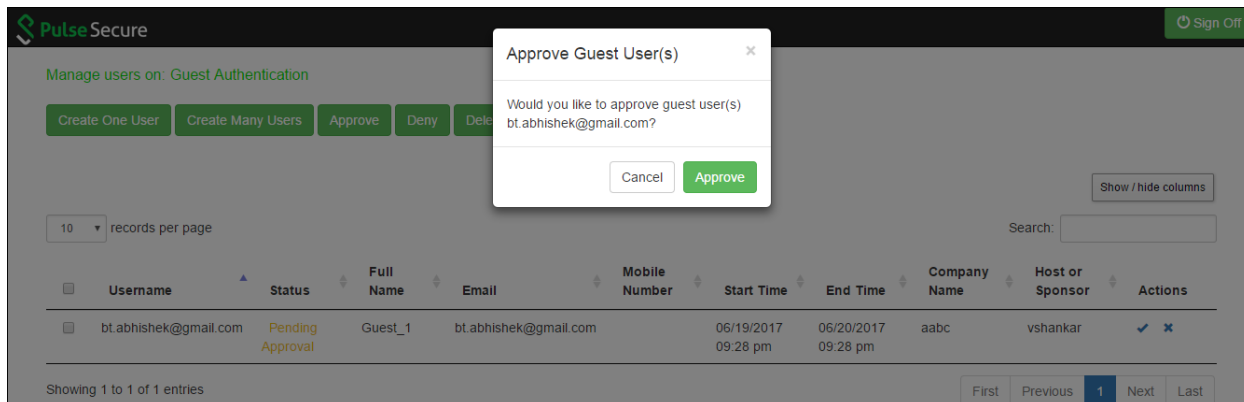 Pulse Secure
Sign Off
Approve Guest User(s)
×
Manage users on: Guest Authentication
Would you like to approve guest user(s)
bt.abhishek@gmail.com?
Create One User Create Many Users Approve Deny
Cancel Approve
Show / hide columns
10 records per page
Search:
Username Status Full Name Email Mobile Number Start Time End Time Company Name Host or Sponsor Actions
bt.abhishek@gmail.com Pending Approval Guest_1 bt.abhishek@gmail.com 06/19/2017 09:28 pm 06/20/2017 09:28 pm aabc vshankar
Showing 1 to 1 of 1 entries
First Previous 1 Next Last